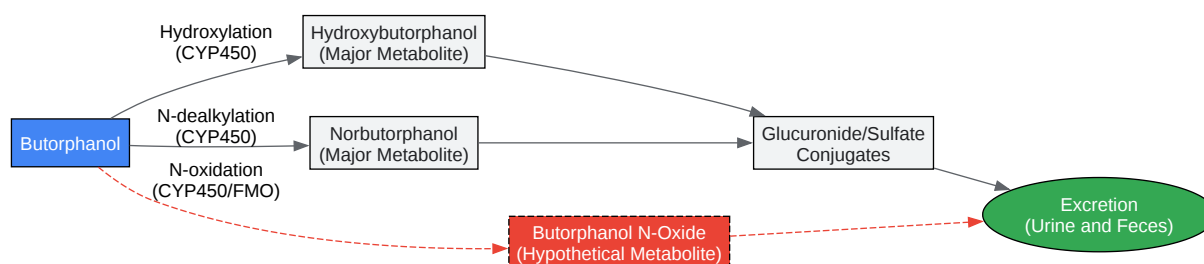 Hydroxylation
(CYP450)
Hydroxybutorphanol
(Major Metabolite)
Butorphanol
N-dealkylation
(CYP450)
Norbutorphanol
(Major Metabolite)
Glucuronide/Sulfate
Conjugates
N-oxidation
(CYP450/FMO)
Butorphanol N-Oxide
(Hypothetical Metabolite)
Excretion
(Urine and Feces)